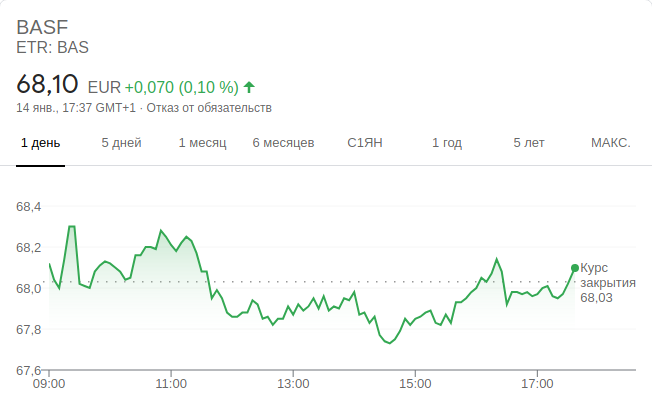 BASF
ETR: BAS
68,10 EUR +0,070 (0,10 %)
14 янв., 17:37 GMT+1 · Отказ от обязательств
1 день 5 дней 1 месяц 6 месяцев С1ЯН 1 год 5 лет МАКС.
68,4
68,2
68,0
67,8
67,6
Курс
закрытия
68,03
09:00 11:00 13:00 15:00 17:00